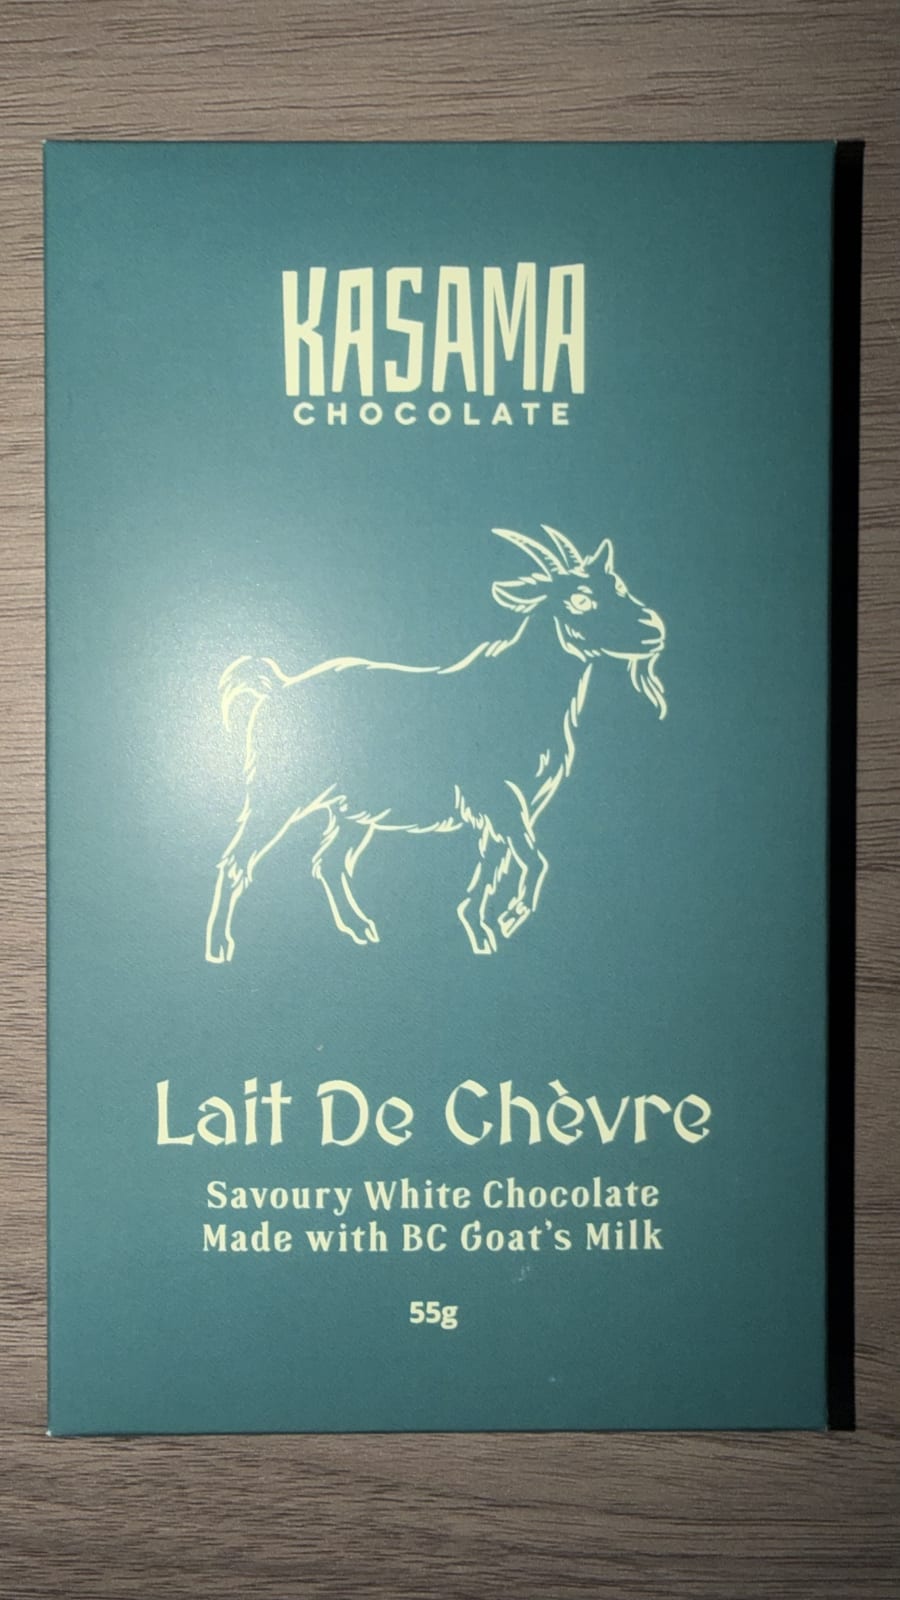 KASAMA
CHOCOLATE
Lait De Chèvre
Savoury White Chocolate
Made with BC Goat's Milk
55g